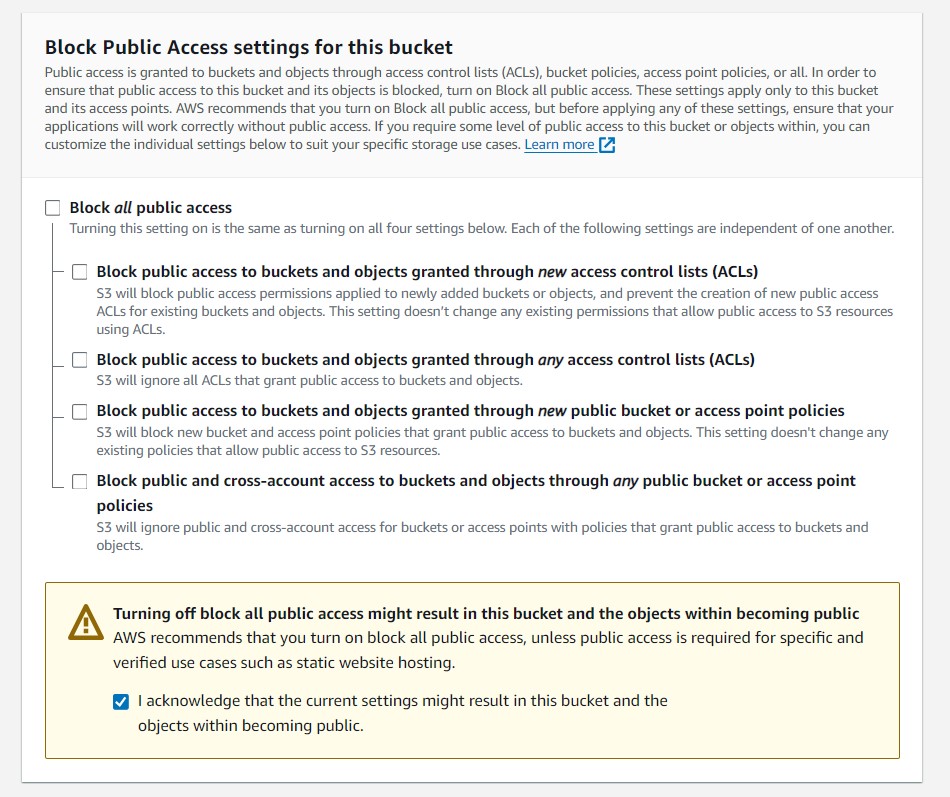 Block Public Access settings for this bucket
Public access is granted to buckets and objects through access control lists (ACLs), bucket policies, access point policies, or all. In order to
ensure that public access to this bucket and its objects is blocked, turn on Block all public access. These settings apply only to this bucket
and its access points. AWS recommends that you turn on Block all public access, but before applying any of these settings, ensure that your
applications will work correctly without public access. If you require some level of public access to this bucket or objects within, you can
customize the individual settings below to suit your specific storage use cases. Learn more
Block all public access
Turning this setting on is the same as turning on all four settings below. Each of the following settings are independent of one another.
Block public access to buckets and objects granted through new access control lists (ACLs)
S3 will block public access permissions applied to newly added buckets or objects, and prevent the creation of new public access
ACLs for existing buckets and objects. This setting doesn't change any existing permissions that allow public access to S3 resources
using ACLs.
Block public access to buckets and objects granted through any access control lists (ACLs)
S3 will ignore all ACLs that grant public access to buckets and objects.
Block public access to buckets and objects granted through new public bucket or access point policies
S3 will block new bucket and access point policies that grant public access to buckets and objects. This setting doesn't change any
existing policies that allow public access to S3 resources.
Block public and cross-account access to buckets and objects through any public bucket or access point
policies
S3 will ignore public and cross-account access for buckets or access points with policies that grant public access to buckets and
objects.
Turning off block all public access might result in this bucket and the objects within becoming public
AWS recommends that you turn on block all public access, unless public access is required for specific and
verified use cases such as static website hosting.
I acknowledge that the current settings might result in this bucket and the
objects within becoming public.